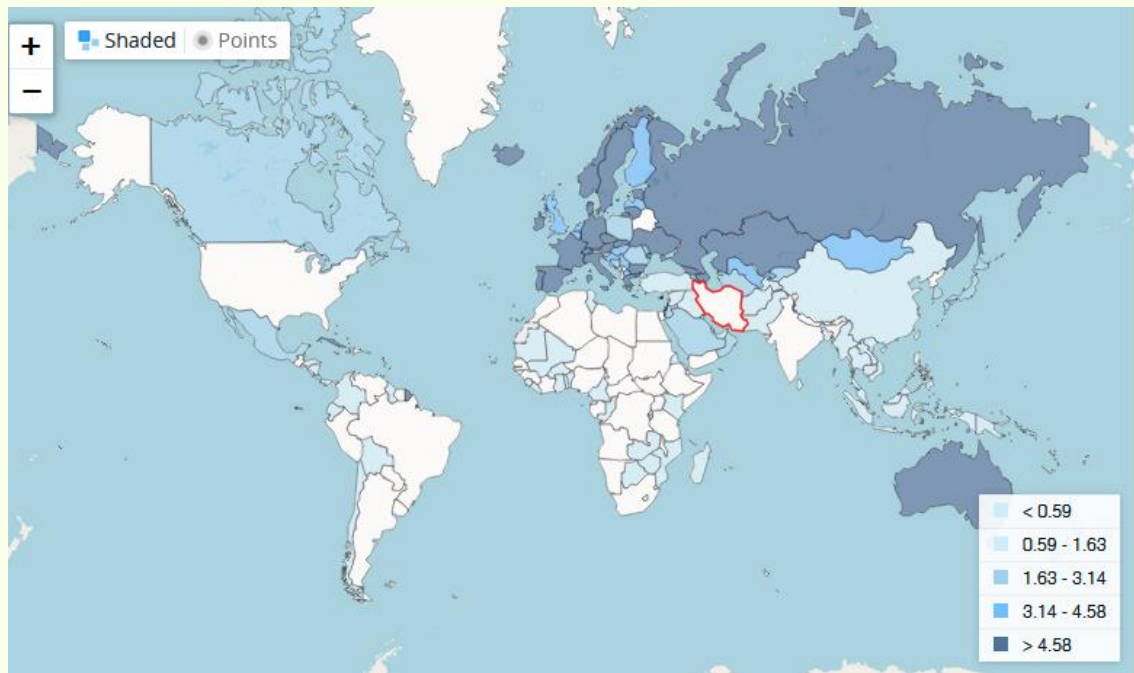 +
Shaded Points
−
< 0.59
0.59 - 1.63
1.63 - 3.14
3.14 - 4.58
> 4.58